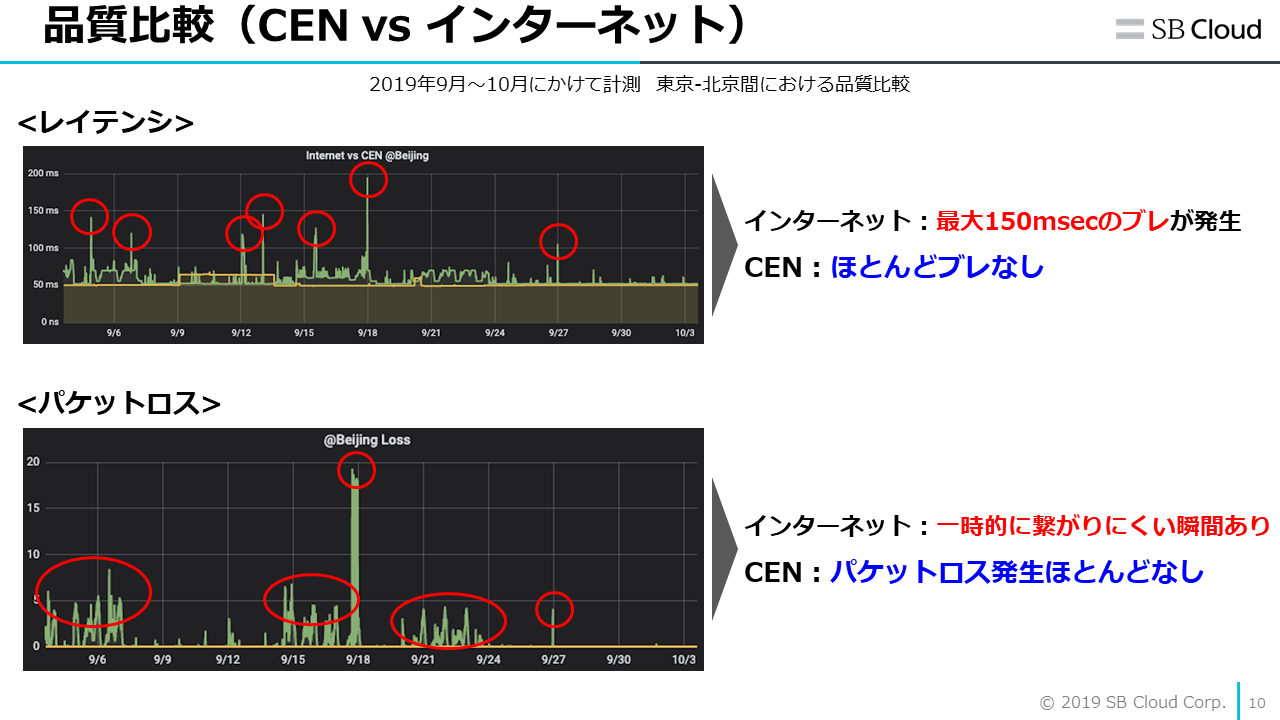 品質比較（CEN vs インターネット）
SB Cloud
2019年9月～10月にかけて計測 東京-北京間における品質比較
<レイテンシ>
Internet vs CEN @Beijing
200 ms
150 ms
100 ms
50 ms
0 ns
9/6 9/9 9/12 9/15 9/18 9/21 9/24 9/27 9/30 10/3
インターネット：最大150msecのブレが発生
CEN：ほとんどブレなし
<パケットロス>
@Beijing Loss
20
15
10
5
0
9/6 9/9 9/12 9/15 9/18 9/21 9/24 9/27 9/30 10/3
インターネット：一時的に繋がりにくい瞬間あり
CEN：パケットロス発生ほとんどなし
© 2019 SB Cloud Corp. 10